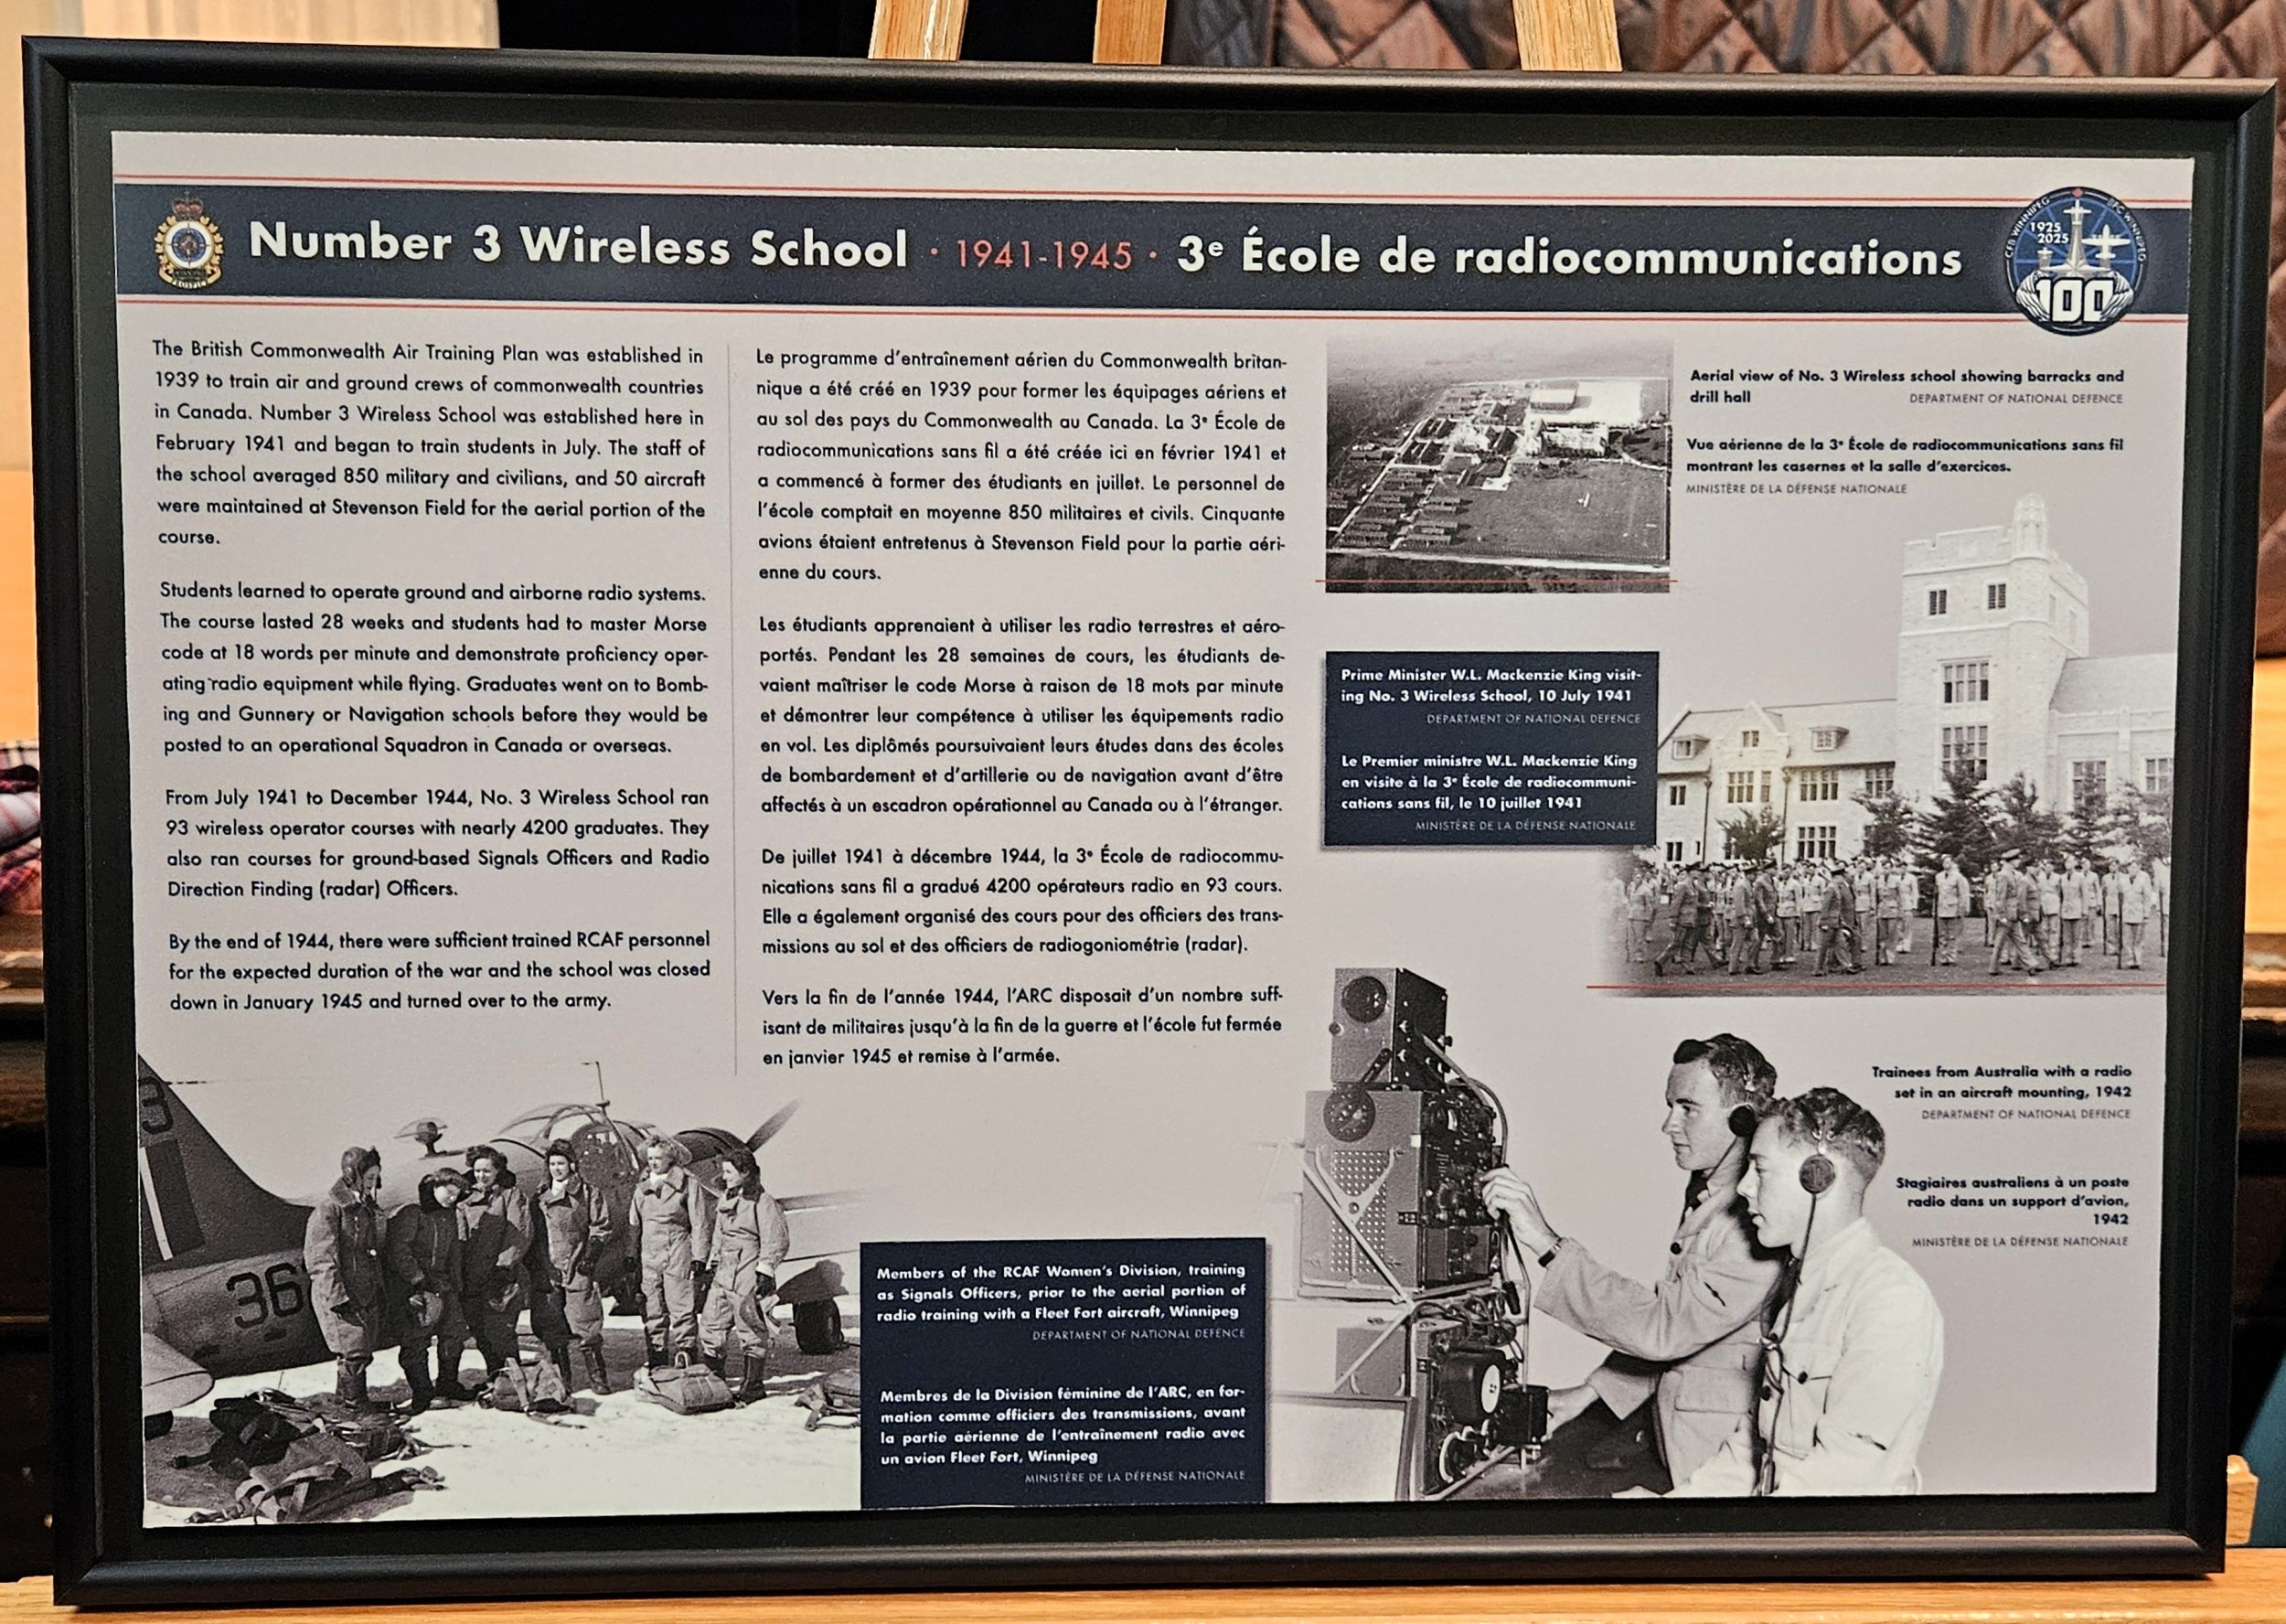 Number 3 Wireless School · 1941-1945 · 3e École de radiocommunications
CFB WINNIPEG
1925
2025
BFC WINNIPEG
100
The British Commonwealth Air Training Plan was established in
1939 to train air and ground crews of commonwealth countries
in Canada. Number 3 Wireless School was established here in
February 1941 and began to train students in July. The staff of
the school averaged 850 military and civilians, and 50 aircraft
were maintained at Stevenson Field for the aerial portion of the
course.
Students learned to operate ground and airborne radio systems.
The course lasted 28 weeks and students had to master Morse
code at 18 words per minute and demonstrate proficiency oper-
ating radio equipment while flying. Graduates went on to Bomb-
ing and Gunnery or Navigation schools before they would be
posted to an operational Squadron in Canada or overseas.
From July 1941 to December 1944, No. 3 Wireless School ran
93 wireless operator courses with nearly 4200 graduates. They
also ran courses for ground-based Signals Officers and Radio
Direction Finding (radar) Officers.
By the end of 1944, there were sufficient trained RCAF personnel
for the expected duration of the war and the school was closed
down in January 1945 and turned over to the army.
Le programme d'entraînement aérien du Commonwealth britan-
nique a été créé en 1939 pour former les équipages aériens et
au sol des pays du Commonwealth au Canada. La 3e École de
radiocommunications sans fil a été créée ici en février 1941 et
a commencé à former des étudiants en juillet. Le personnel de
l'école comptait en moyenne 850 militaires et civils. Cinquante
avions étaient entretenus à Stevenson Field pour la partie aéri-
enne du cours.
Les étudiants apprenaient à utiliser les radio terrestres et aéro-
portés. Pendant les 28 semaines de cours, les étudiants de-
vaient maîtriser le code Morse à raison de 18 mots par minute
et démontrer leur compétence à utiliser les équipements radio
en vol. Les diplômés poursuivaient leurs études dans des écoles
de bombardement et d'artillerie ou de navigation avant d'être
affectés à un escadron opérationnel au Canada ou à l'étranger.
De juillet 1941 à décembre 1944, la 3e École de radiocommu-
nications sans fil a gradué 4200 opérateurs radio en 93 cours.
Elle a également organisé des cours pour des officiers des trans-
missions au sol et des officiers de radiogoniométrie (radar).
Vers la fin de l'année 1944, l'ARC disposait d'un nombre suff-
isant de militaires jusqu'à la fin de la guerre et l'école fut fermée
en janvier 1945 et remise à l'armée.
Aerial view of No. 3 Wireless school showing barracks and
drill hall DEPARTMENT OF NATIONAL DEFENCE
Vue aérienne de la 3e École de radiocommunications sans fil
montrant les casernes et la salle d'exercices.
MINISTÈRE DE LA DÉFENSE NATIONALE
Prime Minister W.L. Mackenzie King visit-
ing No. 3 Wireless School, 10 July 1941
DEPARTMENT OF NATIONAL DEFENCE
Le Premier ministre W.L. Mackenzie King
en visite à la 3e École de radiocommuni-
cations sans fil, le 10 juillet 1941
MINISTÈRE DE LA DÉFENSE NATIONALE
Trainees from Australia with a radio
set in an aircraft mounting, 1942
DEPARTMENT OF NATIONAL DEFENCE
Stagiaires australiens à un poste
radio dans un support d'avion,
1942
MINISTÈRE DE LA DÉFENSE NATIONALE
3
36
Members of the RCAF Women's Division, training
as Signals Officers, prior to the aerial portion of
radio training with a Fleet Fort aircraft, Winnipeg
DEPARTMENT OF NATIONAL DEFENCE
Membres de la Division féminine de l'ARC, en for-
mation comme officiers des transmissions, avant
la partie aérienne de l'entraînement radio avec
un avion Fleet Fort, Winnipeg
MINISTÈRE DE LA DÉFENSE NATIONALE